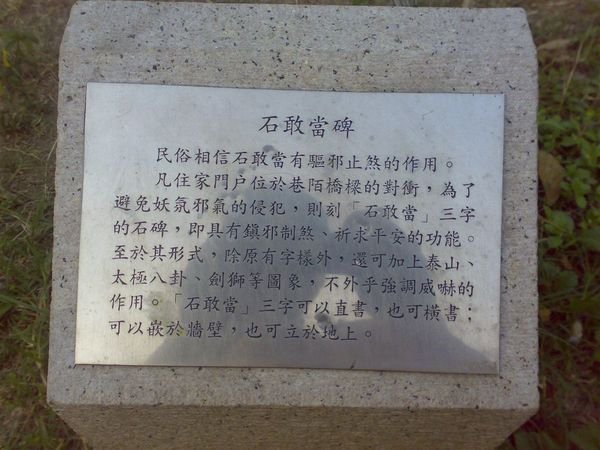 石敢當碑
民俗相信石敢當有驅邪止煞的作用。
凡住家門戶位於巷陌橋樑的對衝，為了
避免妖氛邪氣的侵犯，則刻「石敢當」三字
的石碑，即具有鎮邪制煞、祈求平安的功能。
至於其形式，除原有字樣外，還可加上泰山、
太極八卦、劍獅等圖象，不外乎強調威嚇的
作用。「石敢當」三字可以直書，也可橫書；
可以嵌於牆壁，也可立於地上。